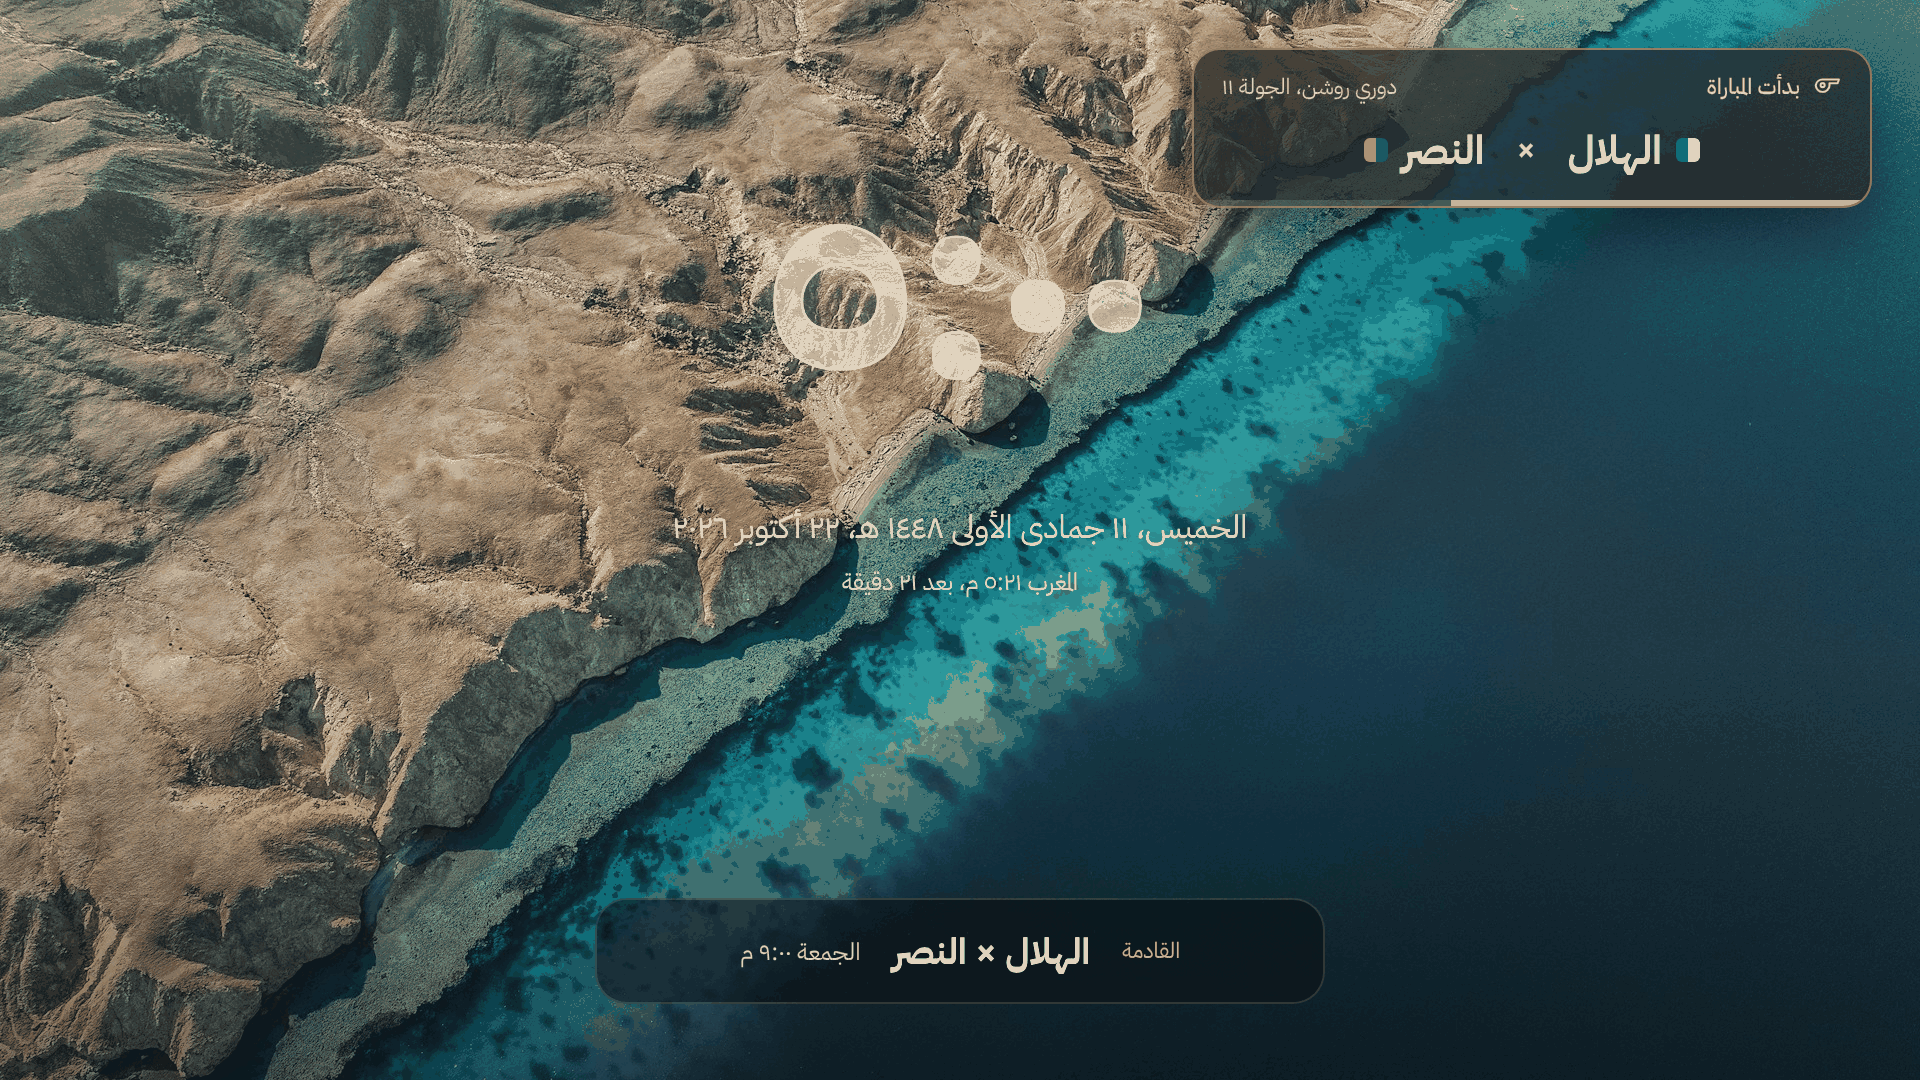 بدأت المباراة
دوري روشن، الجولة ١١
الهلال × النصر
٥:٠٠
الخميس، ١١ جمادى الأولى ١٤٤٨ هـ، ٢٢ أكتوبر ٢٠٢٦
المغرب ٥:٢١ م، بعد ٢١ دقيقة
القادمة الهلال × النصر الجمعة ٩:٠٠ م